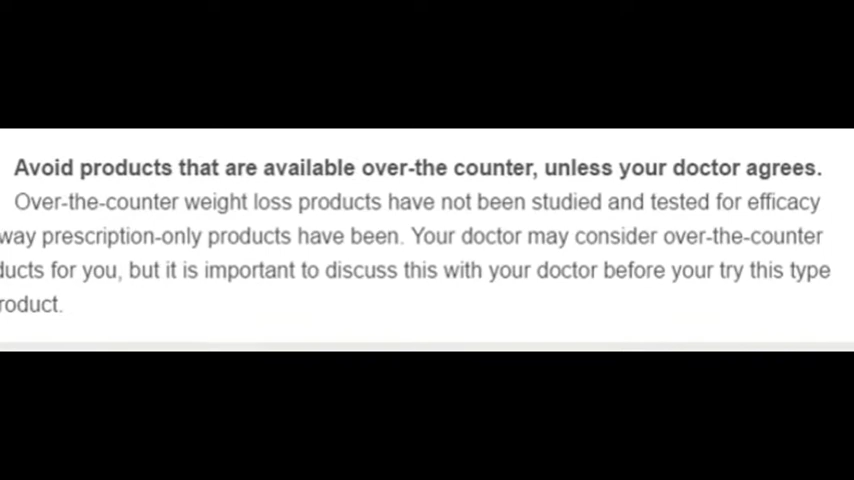 Avoid products that are available over-the counter, unless your doctor agrees.
Over-the-counter weight loss products have not been studied and tested for efficacy
way prescription-only products have been. Your doctor may consider over-the-counter
ducts for you, but it is important to discuss this with your doctor before your try this type
roduct.